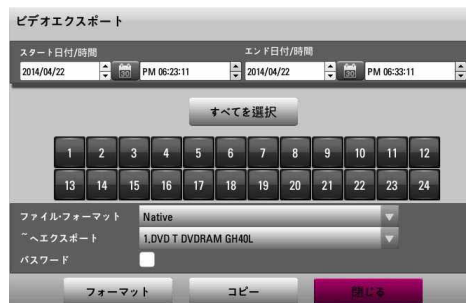 ビデオエクスポート
スタート日付/時間 エンド日付/時間
2014/04/22 PM 06:23:11 2014/04/22 PM 06:33:11
すべてを選択
1 2 3 4 5 6 7 8 9 10 11 12
13 14 15 16 17 18 19 20 21 22 23 24
ファイル・フォーマット Native
~へエクスポート 1.DVD T DVDRAM GH40L
パスワード
フォーマット コピー 閉じる